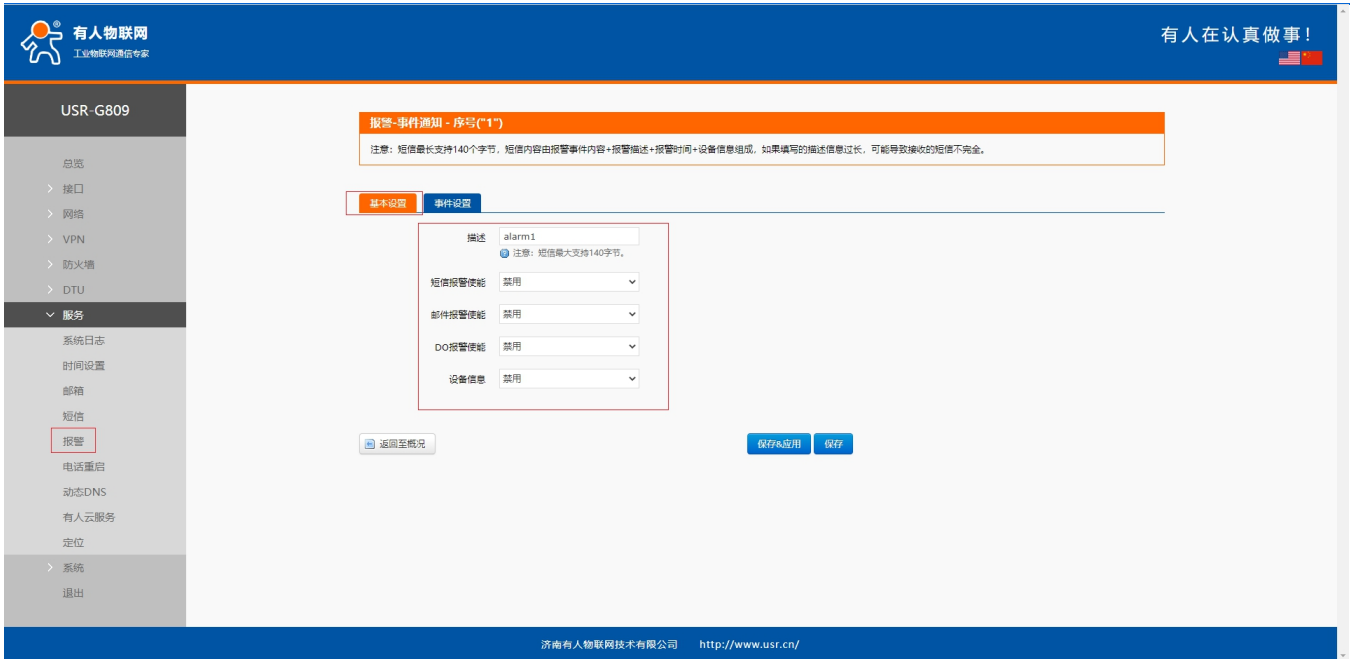 有人物联网
工业物联网通信专家
有人在认真做事！
USR-G809
总览
接口
网络
VPN
防火墙
DTU
服务
系统日志
时间设置
邮箱
短信
报警
电话重启
动态DNS
有人云服务
定位
系统
退出
报警-事件通知 - 序号("1")
注意：短信最长支持140个字节，短信内容由报警事件内容+报警描述+报警时间+设备信息组成，如果填写的描述信息过长，可能导致接收的短信不完全。
基本设置 事件设置
描述 alarm1
注意：短信最大支持140字节。
短信报警使能 禁用
邮件报警使能 禁用
DO报警使能 禁用
设备信息 禁用
返回至概况 保存&应用 保存
济南有人物联网技术有限公司 http://www.usr.cn/